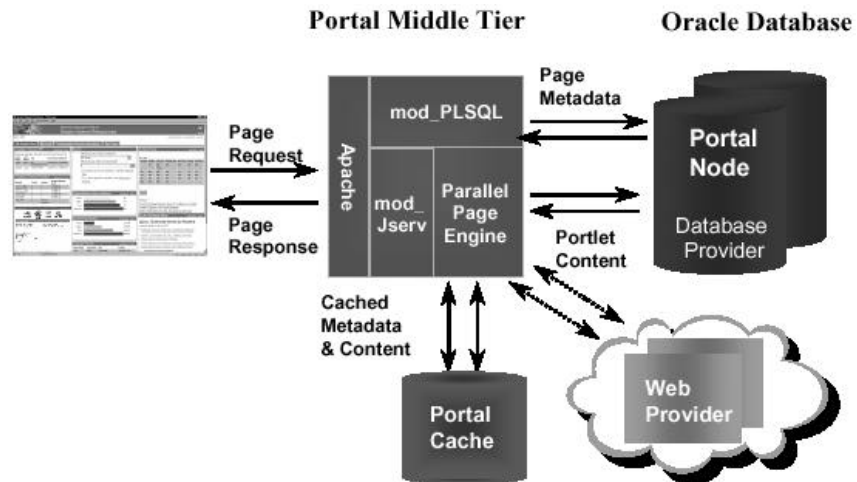 Portal Middle Tier
Oracle Database
Page
Request
Page
Response
Apache
mod_PLSQL
mod_
Jserv
Parallel
Page
Engine
Page
Metadata
Portlet
Content
Portal
Node
Database
Provider
Cached
Metadata
& Content
Portal
Cache
Web
Provider